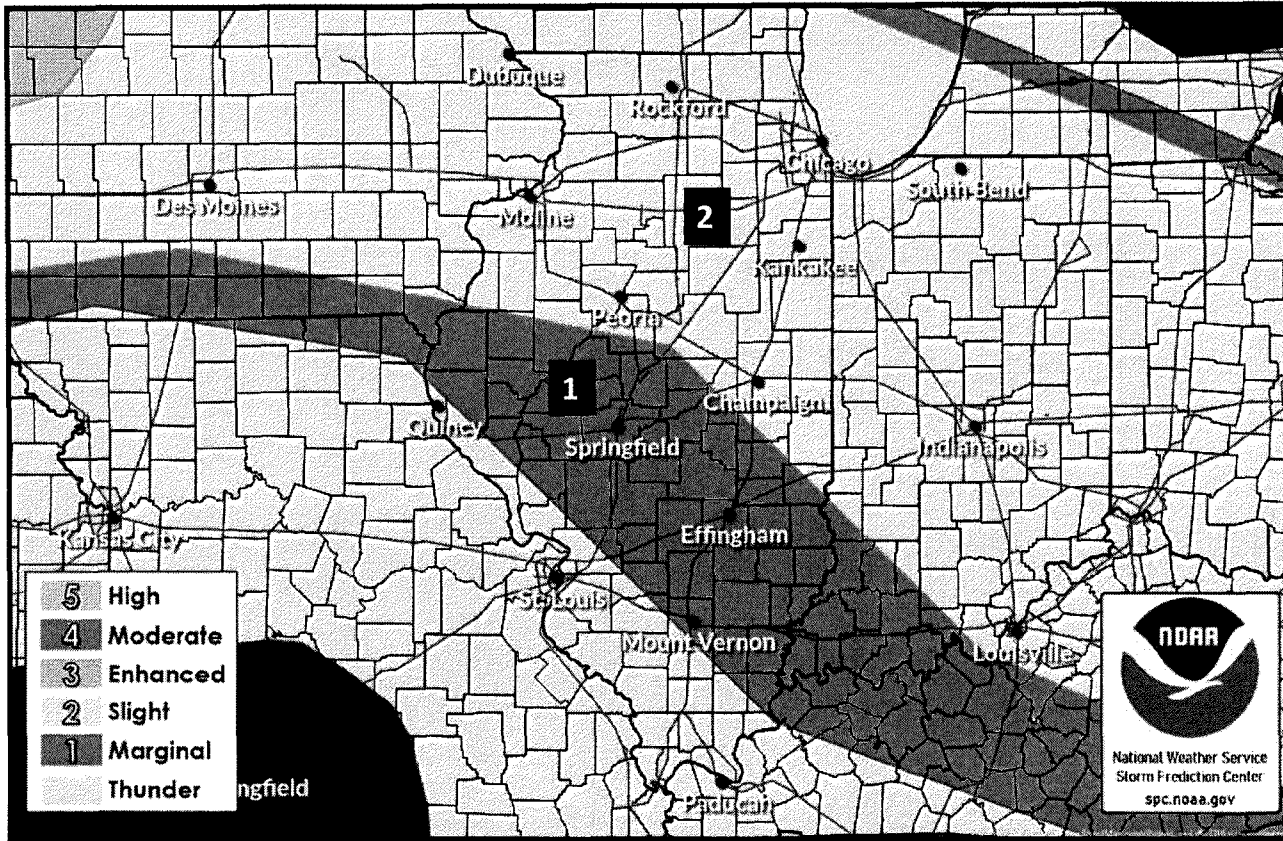 Dubuque
Rockford
Chicago
South Bend
Des Moines
Moline
2
Kankakee
Peoria
1
Champaign
Quincy
Springfield
Indianapolis
Kansas City
Effingham
St. Louis
Mount Vernon
Louisville
Paducah
5 High
4 Moderate
3 Enhanced
2 Slight
1 Marginal
Thunder
ngfield
NOAA
National Weather Service
Storm Prediction Center
spc.noaa.gov